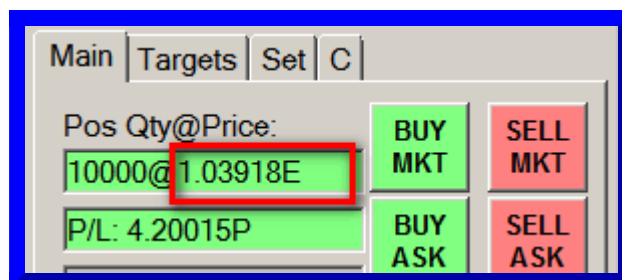 Main Targets Set C
Pos Qty@Price:
10000@1.03918E
BUY MKT
SELL MKT
P/L: 4.20015P
BUY ASK
SELL ASK